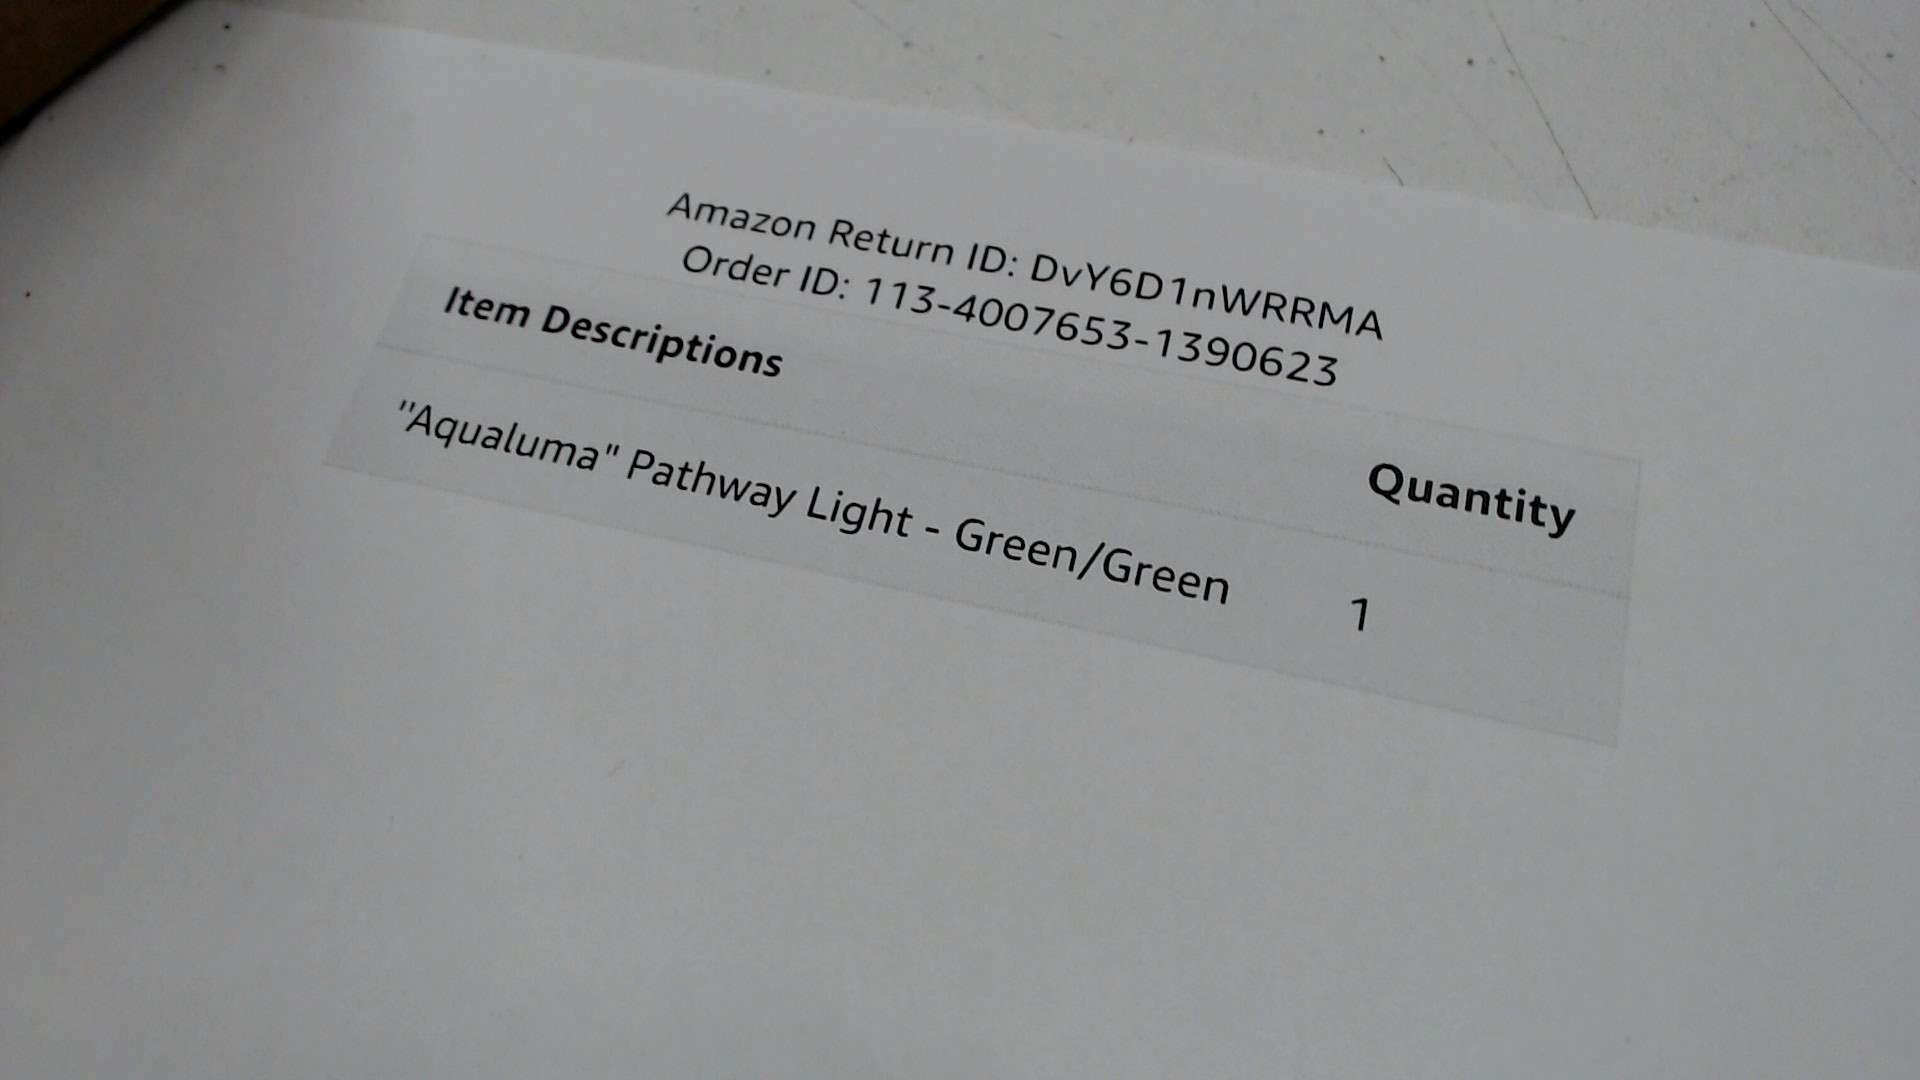 Amazon Return ID: DvY6D1nWRRMA
Order ID: 113-4007653-1390623
Item Descriptions Quantity
"Aqualuma" Pathway Light - Green/Green 1